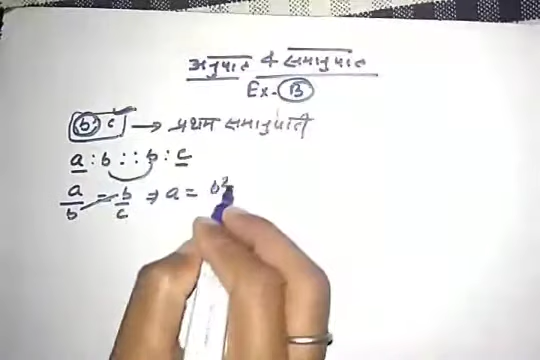 अनुपात & समानुपात
Ex. B
b, c → प्रथम समानुपाती
a : b :: b : c
a/b = b/c ⇒ a = b²